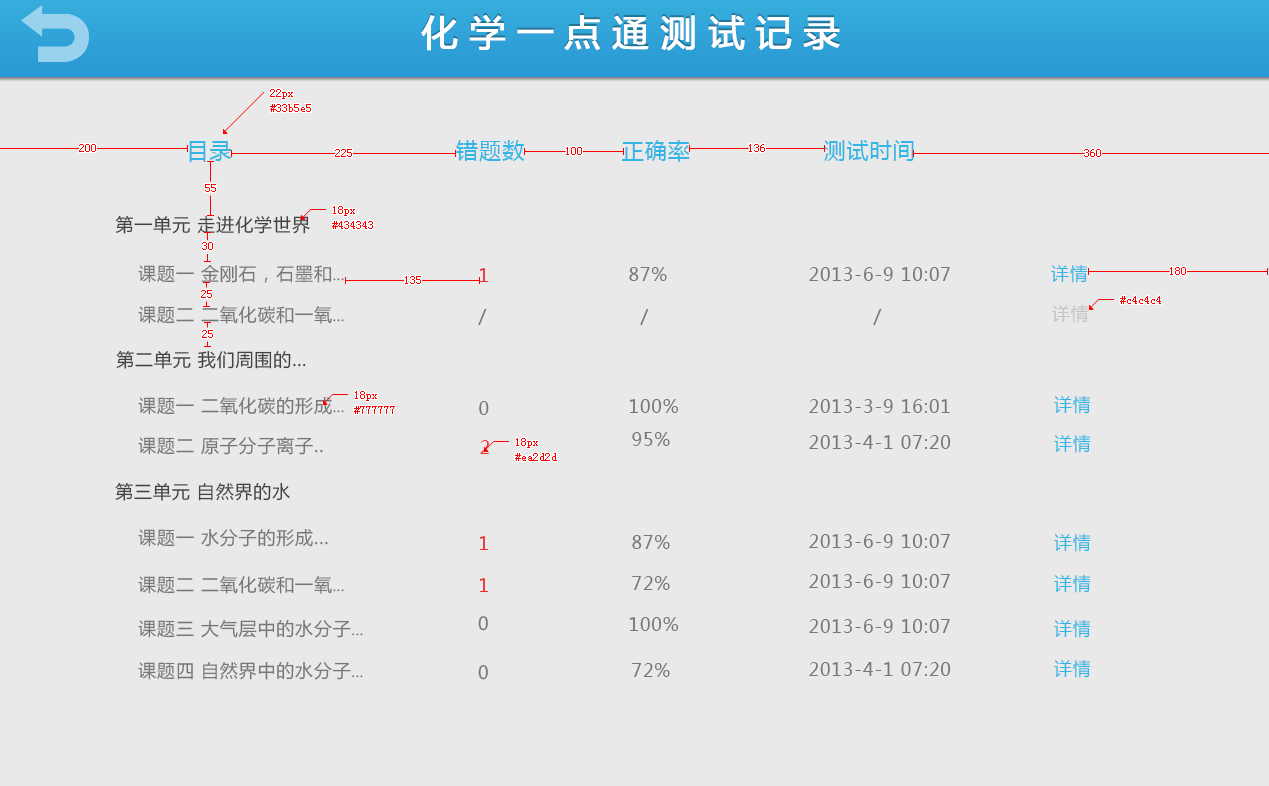 化学一点通测试记录
22px
#33b5e5
200 目录 225 错题数 100 正确率 136 测试时间 360
55
18px
第一单元 走进化学世界 #434343
30
课题一 金刚石，石墨和... 135 1 87% 2013-6-9 10:07 详情 180
25
#c4c4c4
课题二 二氧化碳和一氧... / / / 详情
25
第二单元 我们周围的...
18px
课题一 二氧化碳的形成... #777777 0 100% 2013-3-9 16:01 详情
课题二 原子分子离子.. 2 18px 95% 2013-4-1 07:20 详情
#ea2d2d
第三单元 自然界的水
课题一 水分子的形成... 1 87% 2013-6-9 10:07 详情
课题二 二氧化碳和一氧... 1 72% 2013-6-9 10:07 详情
课题三 大气层中的水分子... 0 100% 2013-6-9 10:07 详情
课题四 自然界中的水分子... 0 72% 2013-4-1 07:20 详情